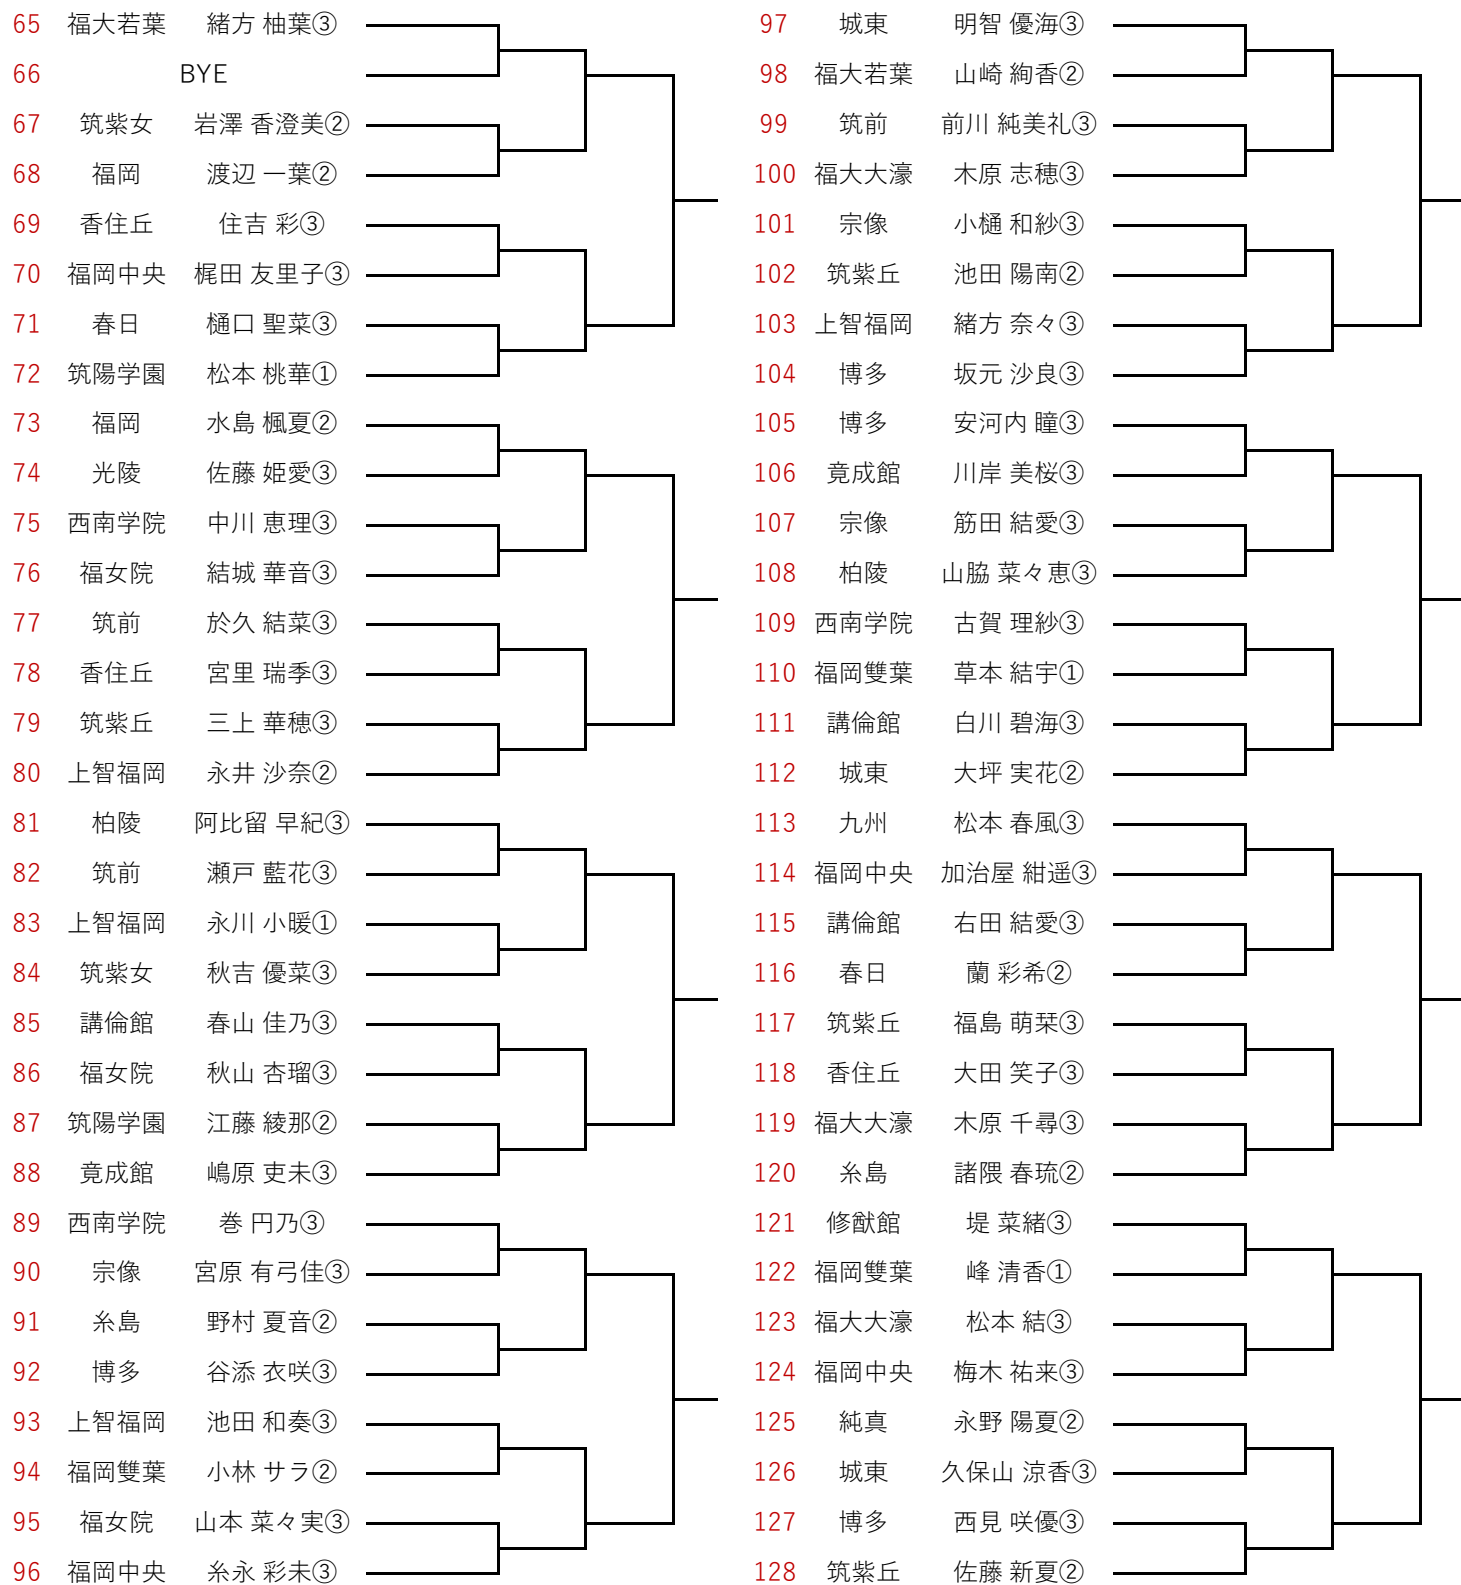 65 福大若葉 緒方 柚葉③
66 BYE
67 筑紫女 岩澤 香澄美②
68 福岡 渡辺 一葉②
69 香住丘 住吉 彩③
70 福岡中央 梶田 友里子③
71 春日 樋口 聖菜③
72 筑陽学園 松本 桃華①
73 福岡 水島 楓夏②
74 光陵 佐藤 姫愛③
75 西南学院 中川 恵理③
76 福女院 結城 華音③
77 筑前 於久 結菜③
78 香住丘 宮里 瑞季③
79 筑紫丘 三上 華穂③
80 上智福岡 永井 沙奈②
81 柏陵 阿比留 早紀③
82 筑前 瀬戸 藍花③
83 上智福岡 永川 小暖①
84 筑紫女 秋吉 優菜③
85 講倫館 春山 佳乃③
86 福女院 秋山 杏瑠③
87 筑陽学園 江藤 綾那②
88 竟成館 嶋原 吏未③
89 西南学院 巻 円乃③
90 宗像 宮原 有弓佳③
91 糸島 野村 夏音②
92 博多 谷添 衣咲③
93 上智福岡 池田 和奏③
94 福岡雙葉 小林 サラ②
95 福女院 山本 菜々実③
96 福岡中央 糸永 彩未③
97 城東 明智 優海③
98 福大若葉 山崎 絢香②
99 筑前 前川 純美礼③
100 福大大濠 木原 志穂③
101 宗像 小樋 和紗③
102 筑紫丘 池田 陽南②
103 上智福岡 緒方 奈々③
104 博多 坂元 沙良③
105 博多 安河内 瞳③
106 竟成館 川岸 美桜③
107 宗像 筋田 結愛③
108 柏陵 山脇 菜々恵③
109 西南学院 古賀 理紗③
110 福岡雙葉 草本 結宇①
111 講倫館 白川 碧海③
112 城東 大坪 実花②
113 九州 松本 春風③
114 福岡中央 加治屋 紺遥③
115 講倫館 右田 結愛③
116 春日 蘭 彩希②
117 筑紫丘 福島 萌栞③
118 香住丘 大田 笑子③
119 福大大濠 木原 千尋③
120 糸島 諸隈 春琉②
121 修猷館 堤 菜緒③
122 福岡雙葉 峰 清香①
123 福大大濠 松本 結③
124 福岡中央 梅木 祐来③
125 純真 永野 陽夏②
126 城東 久保山 涼香③
127 博多 西見 咲優③
128 筑紫丘 佐藤 新夏②